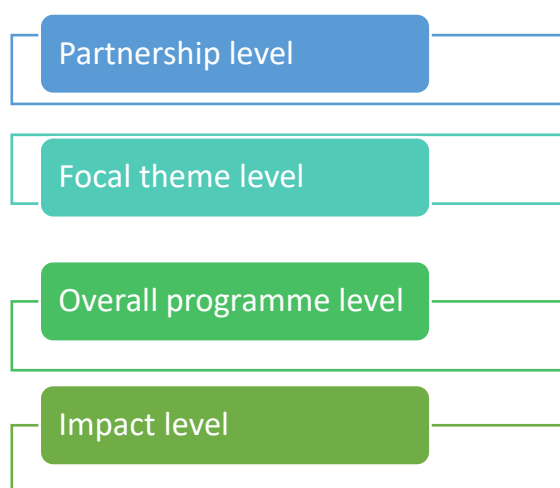 Partnership level
Focal theme level
Overall programme level
Impact level